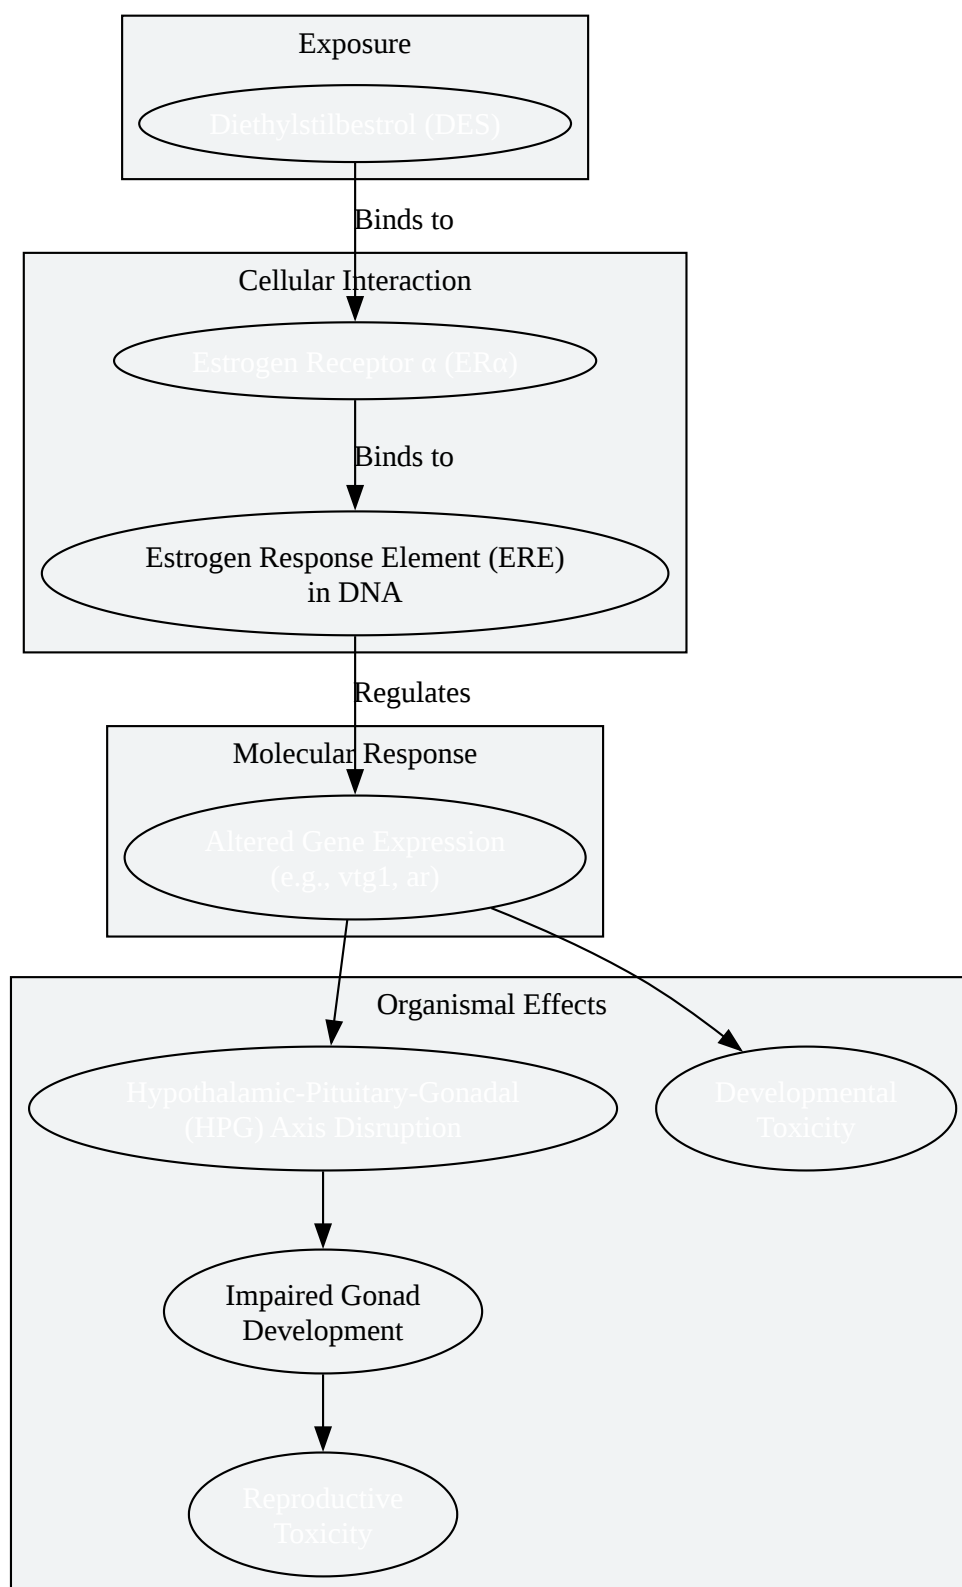 Exposure
Diethylstilbestrol (DES)
Binds to
Cellular Interaction
Estrogen Receptor α (ERα)
Binds to
Estrogen Response Element (ERE)
in DNA
Regulates
Molecular Response
Altered Gene Expression
(e.g., vtg1, ar)
Organismal Effects
Hypothalamic-Pituitary-Gonadal
(HPG) Axis Disruption
Developmental
Toxicity
Impaired Gonad
Development
Reproductive
Toxicity